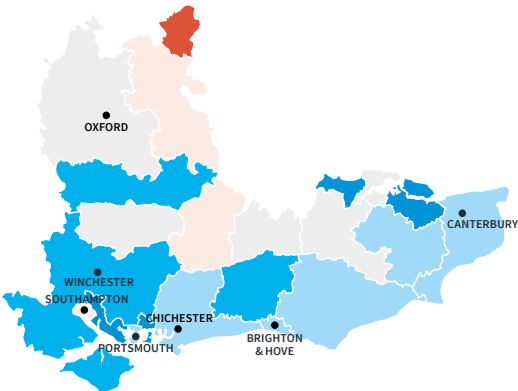 OXFORD
CANTERBURY
WINCHESTER
SOUTHAMPTON
CHICHESTER
PORTSMOUTH
BRIGHTON
& HOVE